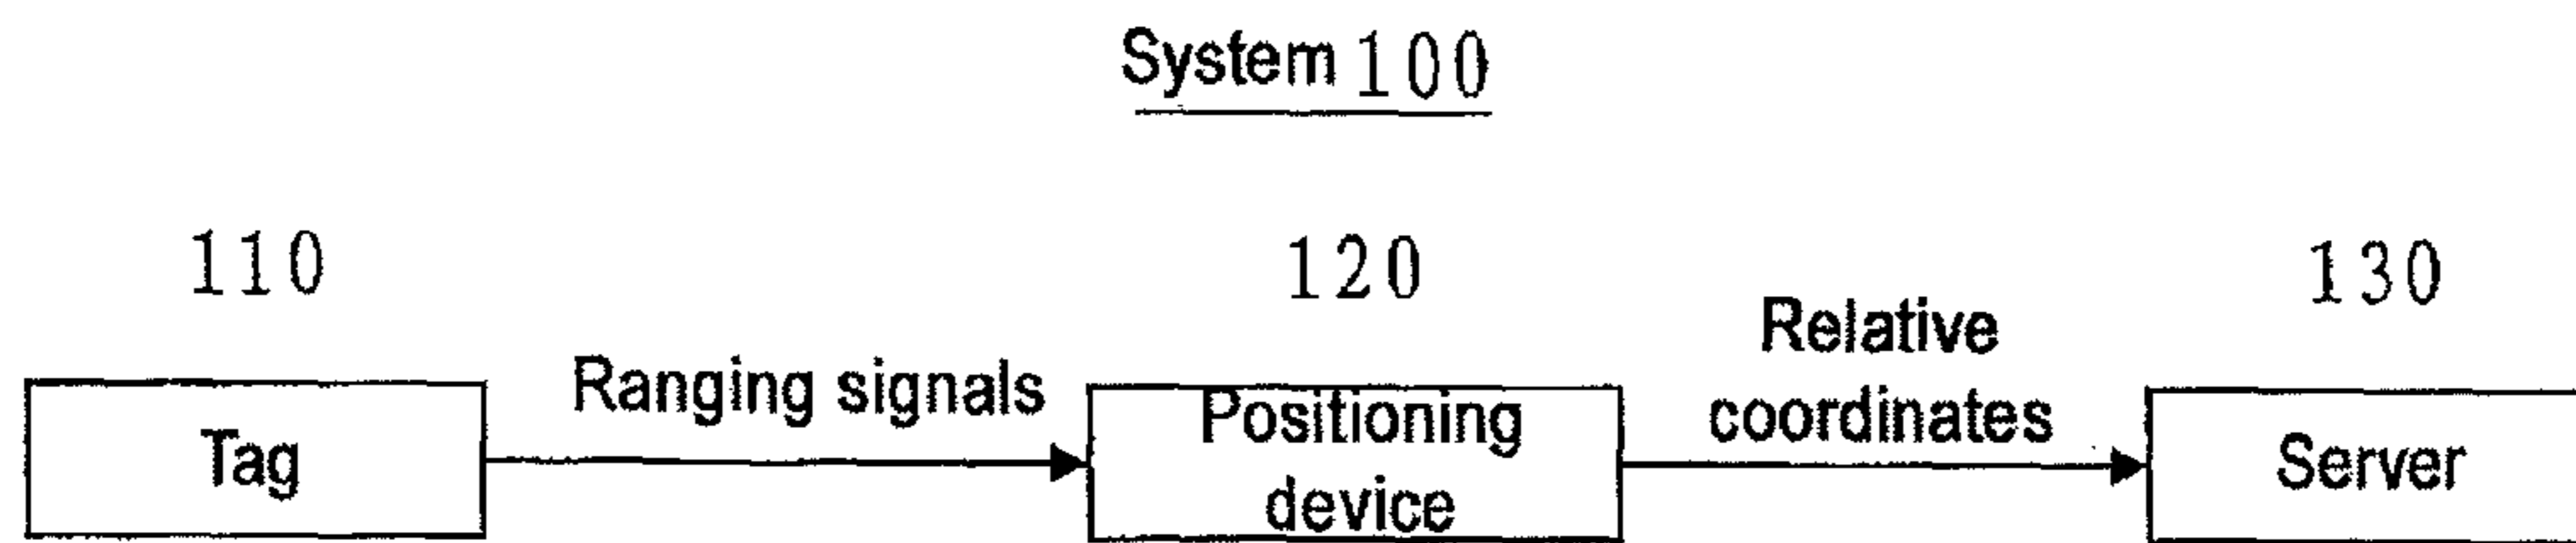 System 100
110
120
130
Ranging signals
Relative
coordinates
Tag
Positioning
device
Server